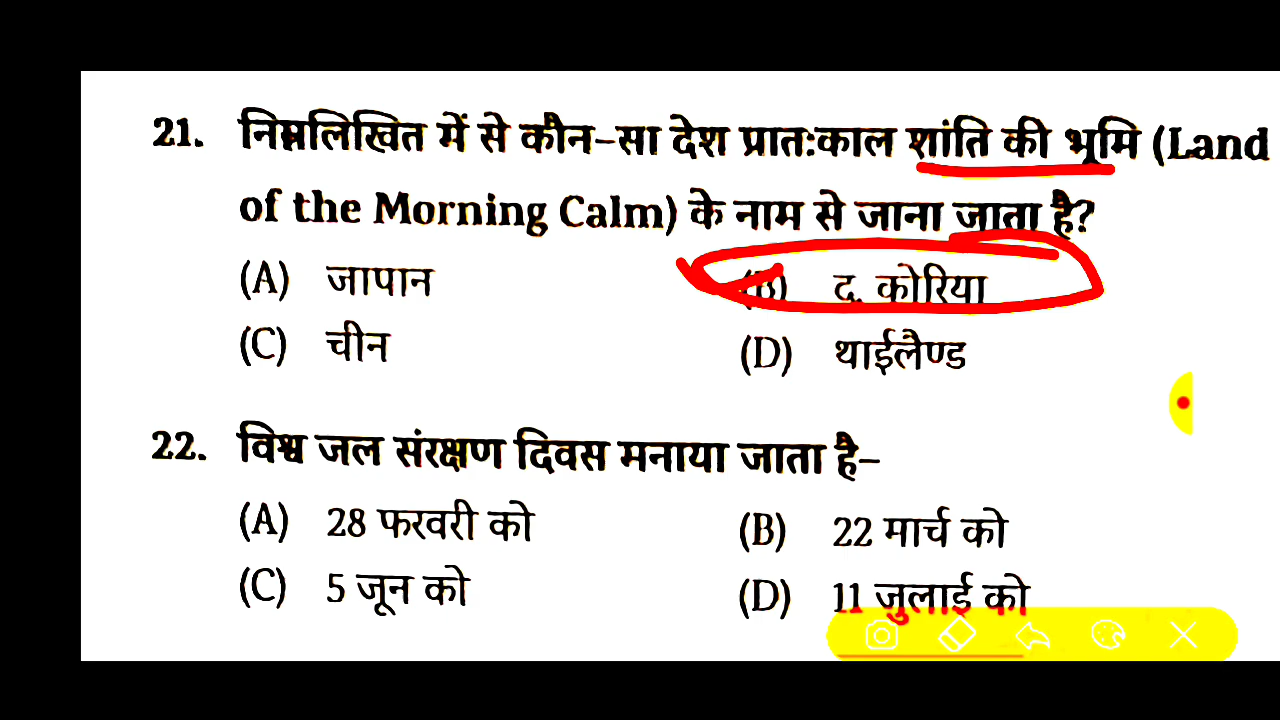 21. निम्नलिखित में से कौन-सा देश प्रात:काल शांति की भूमि (Land
of the Morning Calm) के नाम से जाना जाता है?
(A) जापान (B) द. कोरिया
(C) चीन (D) थाईलैण्ड
22. विश्व जल संरक्षण दिवस मनाया जाता है–
(A) 28 फरवरी को (B) 22 मार्च को
(C) 5 जून को (D) 11 जुलाई को